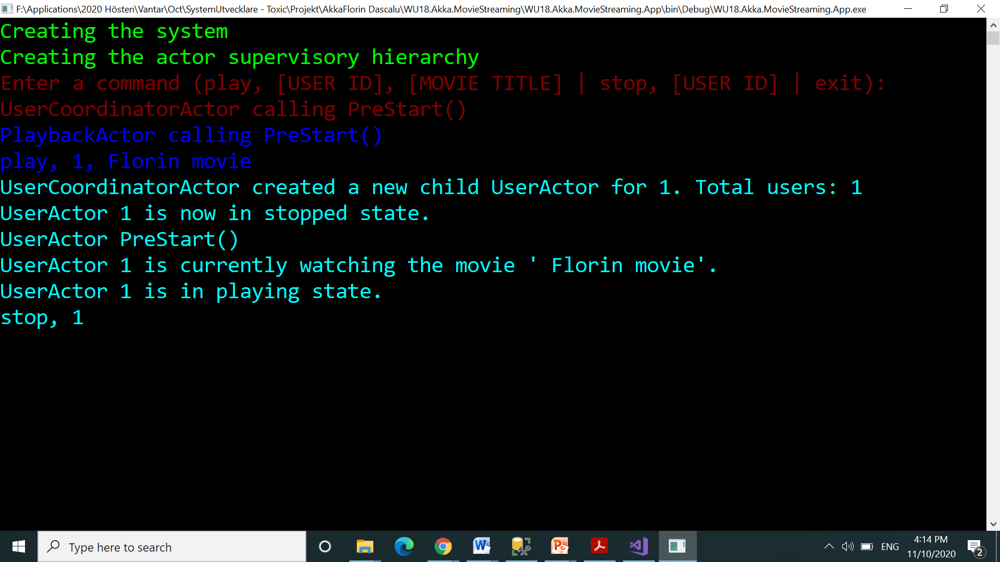 F:\Applications\2020 Hösten\Vantar\Oct\SystemUtvecklare - Toxic\Projekt\AkkaFlorin Dascalu\WU18.Akka.MovieStreaming\WU18.Akka.MovieStreaming.App\bin\Debug\WU18.Akka.MovieStreaming.App.exe
Creating the system
Creating the actor supervisory hierarchy
Enter a command (play, [USER ID], [MOVIE TITLE] | stop, [USER ID] | exit):
UserCoordinatorActor calling PreStart()
PlaybackActor calling PreStart()
play, 1, Florin movie
UserCoordinatorActor created a new child UserActor for 1. Total users: 1
UserActor 1 is now in stopped state.
UserActor PreStart()
UserActor 1 is currently watching the movie ' Florin movie'.
UserActor 1 is in playing state.
stop, 1
Type here to search
ENG
4:14 PM
11/10/2020
2